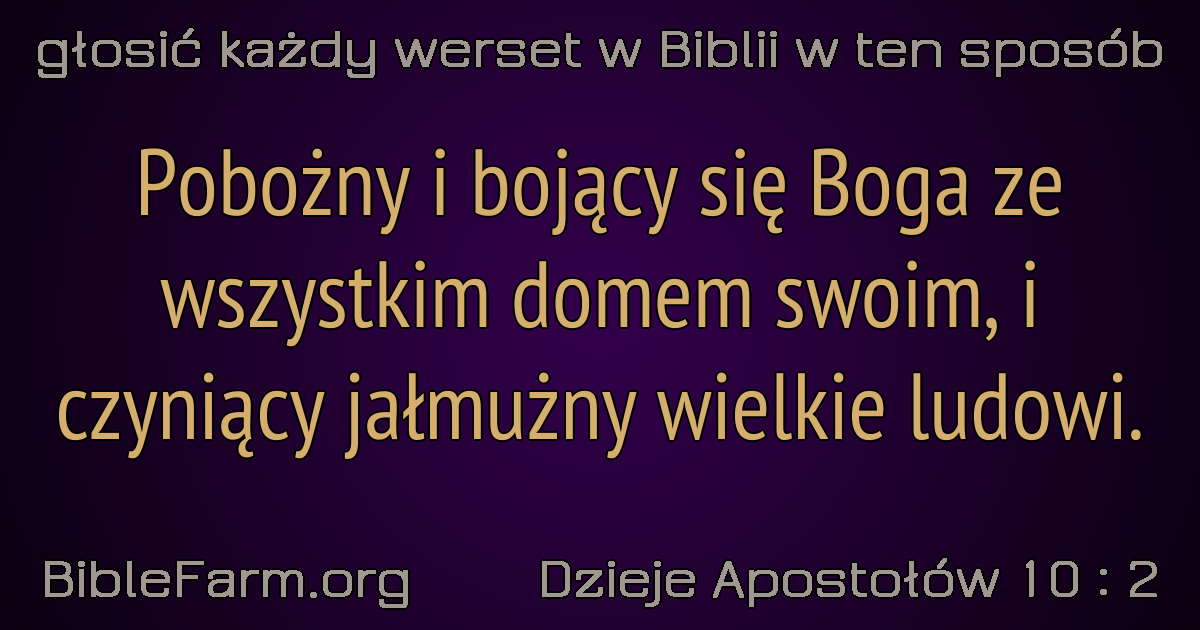 głosić każdy werset w Biblii w ten sposób
Pobożny i bojący się Boga ze
wszystkim domem swoim, i
czyniący jałmużny wielkie ludowi.
BibleFarm.org
Dzieje Apostołów 10 : 2